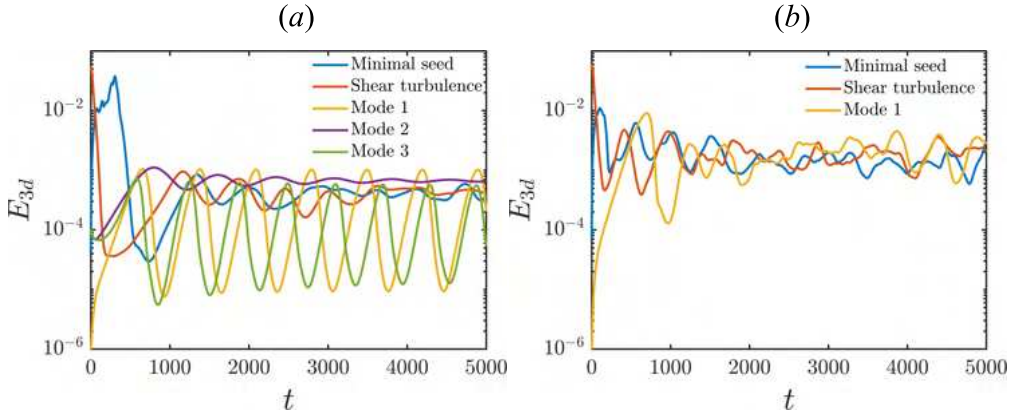 (a)
(b)
E3d
10−2
10−4
10−6
0
1000
2000
3000
4000
5000
t
Minimal seed
Shear turbulence
Mode 1
Mode 2
Mode 3
E3d
10−2
10−4
10−6
0
1000
2000
3000
4000
5000
t
Minimal seed
Shear turbulence
Mode 1